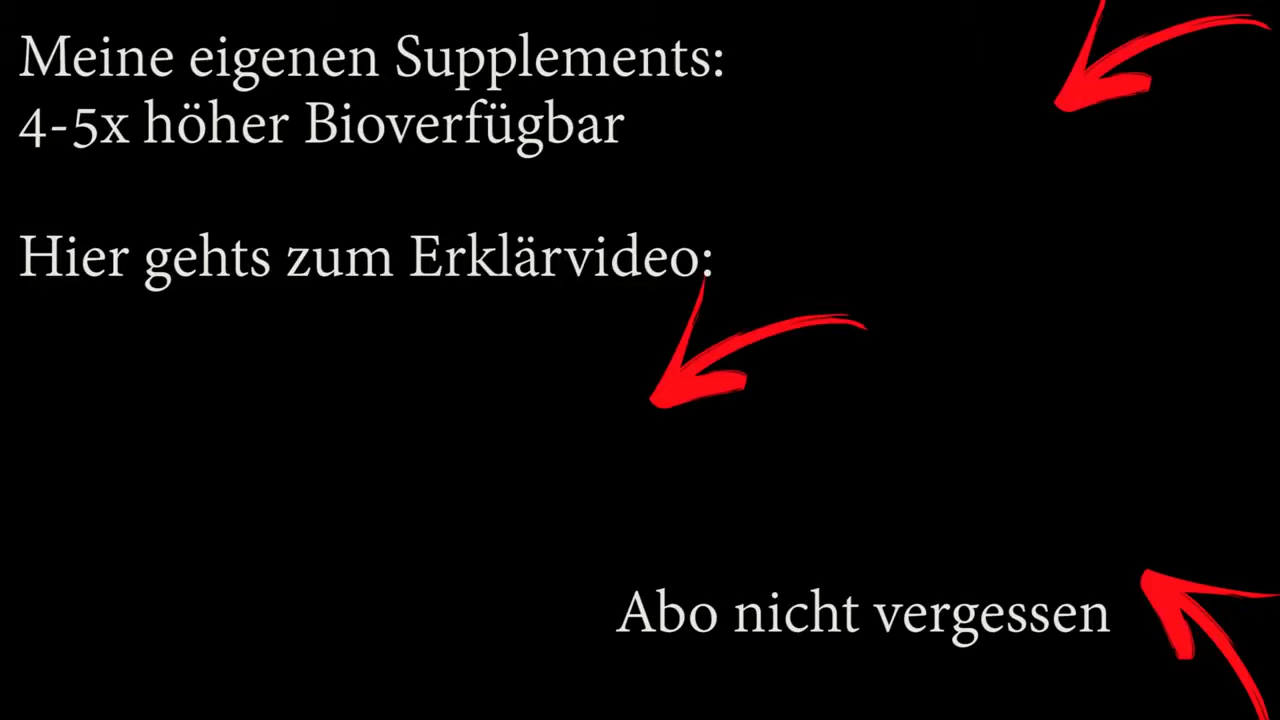 Meine eigenen Supplements:
4-5x höher Bioverfügbar
Hier gehts zum Erklärvideo:
Abo nicht vergessen